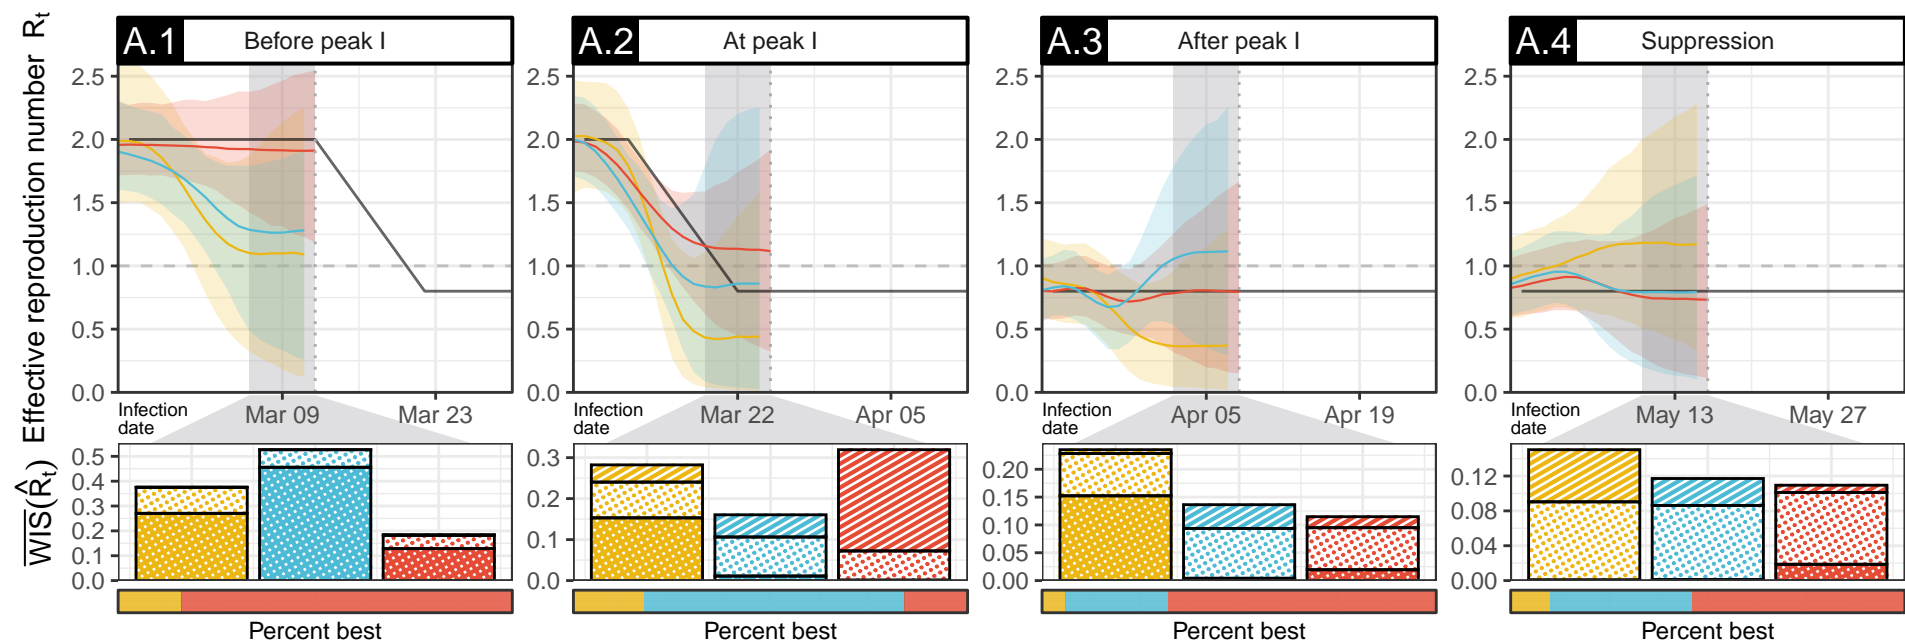 A.1 Before peak I
A.2 At peak I
A.3 After peak I
A.4 Suppression
Effective reproduction number Rt
2.5
2.0
1.5
1.0
0.5
0.0
2.5
2.0
1.5
1.0
0.5
0.0
2.5
2.0
1.5
1.0
0.5
0.0
2.5
2.0
1.5
1.0
0.5
0.0
Infection
date
Mar 09 Mar 23
Infection
date
Mar 22 Apr 05
Infection
date
Apr 05 Apr 19
Infection
date
May 13 May 27
WIS(R̂t)
0.5
0.4
0.3
0.2
0.1
0.0
0.3
0.2
0.1
0.0
0.20
0.15
0.10
0.05
0.00
0.12
0.08
0.04
0.00
Percent best
Percent best
Percent best
Percent best